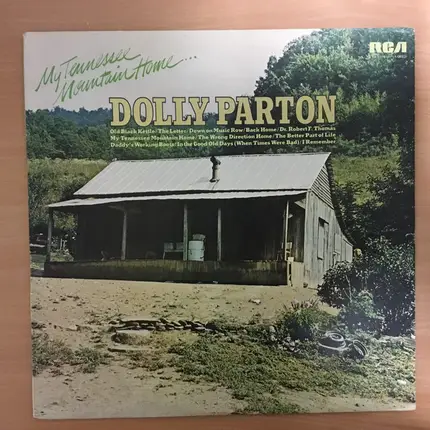 My Tennessee
Mountain Home...
RCA
DOLLY PARTON
Old Black Kettle/The Letter/Down on Music Row/Back Home/Dr. Robert F. Thomas
My Tennessee Mountain Home/The Wrong Direction Home/The Better Part of Life
Daddy's Working Boots/In the Good Old Days (When Times Were Bad)/I Remember